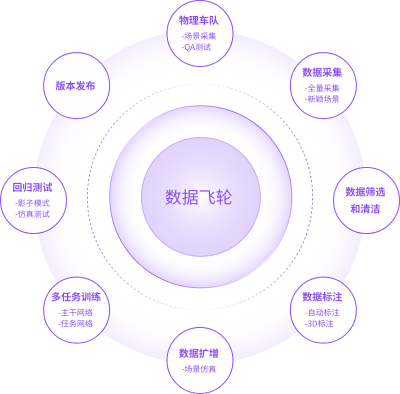 物理车队
-场景采集
-QA测试
数据采集
-全量采集
-新颖场景
数据筛选
和清洁
数据标注
-自动标注
-3D标注
数据扩增
-场景仿真
多任务训练
-主干网络
-任务网络
回归测试
-影子模式
-仿真测试
版本发布
数据飞轮